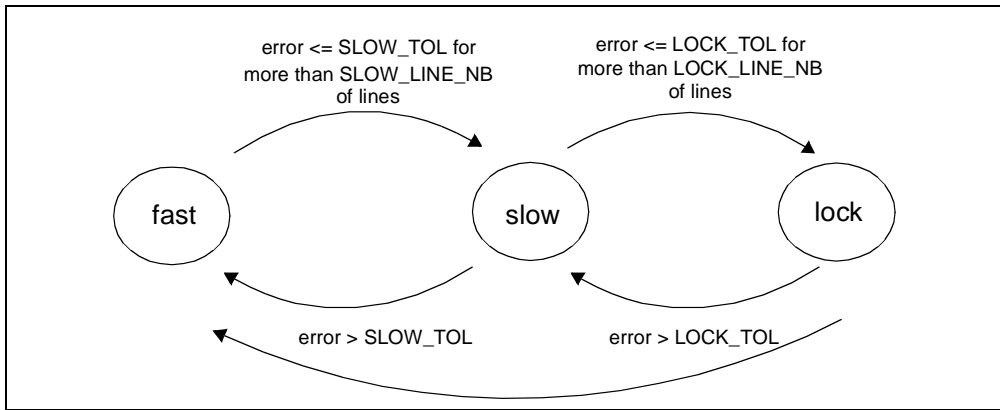 error <= SLOW_TOL for
more than SLOW_LINE_NB
of lines
error <= LOCK_TOL for
more than LOCK_LINE_NB
of lines
fast
slow
lock
error > SLOW_TOL
error > LOCK_TOL